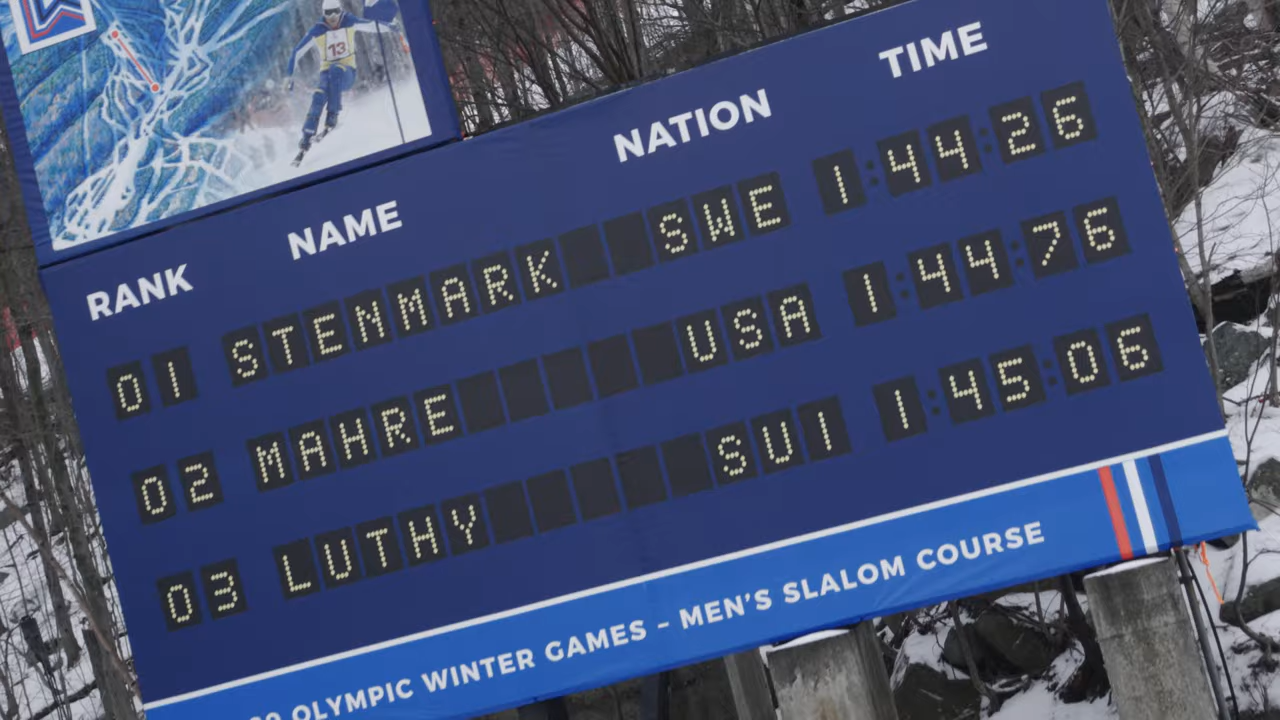 13
RANK NAME NATION TIME
01 STENMARK SWE 1:44:26
02 MAHRE USA 1:44:76
03 LUTHY SUI 1:45:06
OLYMPIC WINTER GAMES - MEN'S SLALOM COURSE